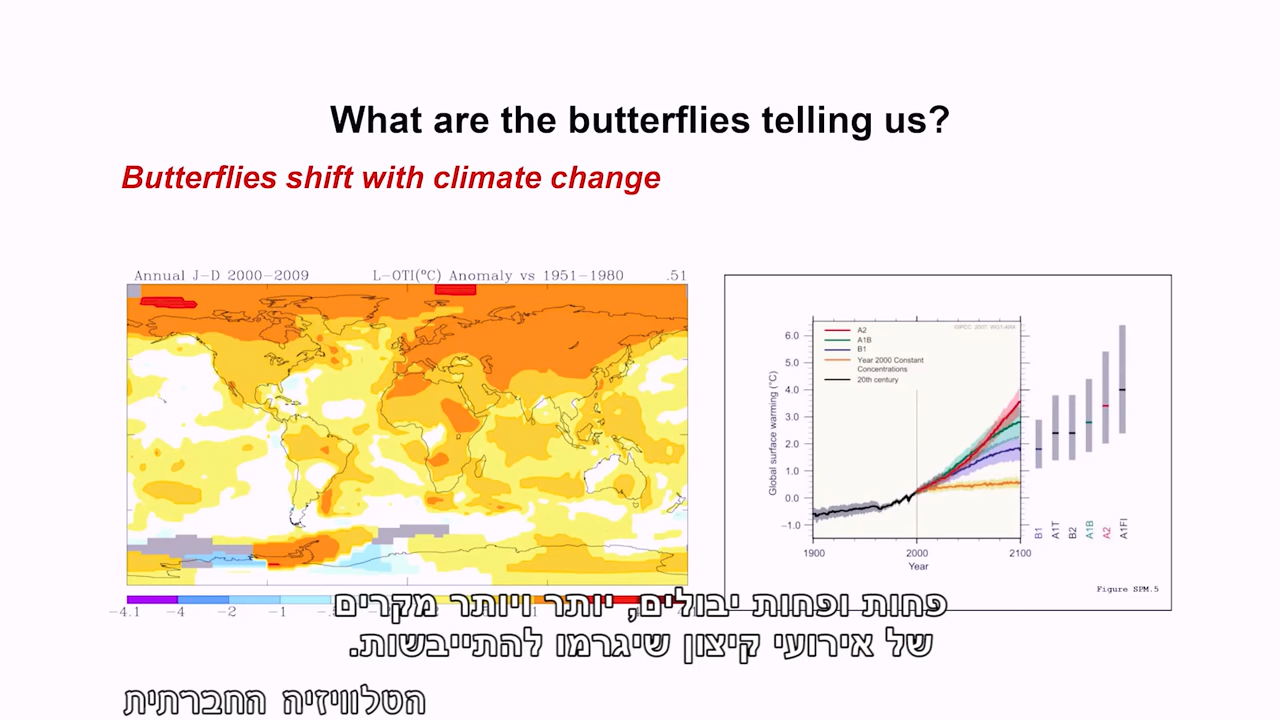 What are the butterflies telling us?
Butterflies shift with climate change
Annual J-D 2000-2009 L-OTI(°C) Anomaly vs 1951-1980 .51
-4.1 -4 -2 -1
©IPCC 2007: WG1-AR4
A2
A1B
B1
Year 2000 Constant
Concentrations
20th century
Global surface warming (°C)
6.0
5.0
4.0
3.0
2.0
1.0
0.0
-1.0
1900 2000 2100
Year
B1 A1T B2 A1B A2 A1FI
Figure SPM.5
פחות ופחות יבולים, יותר ויותר מקרים
של אירועי קיצון שיגרמו להתייבשות.
הטלוויזיה החברתית